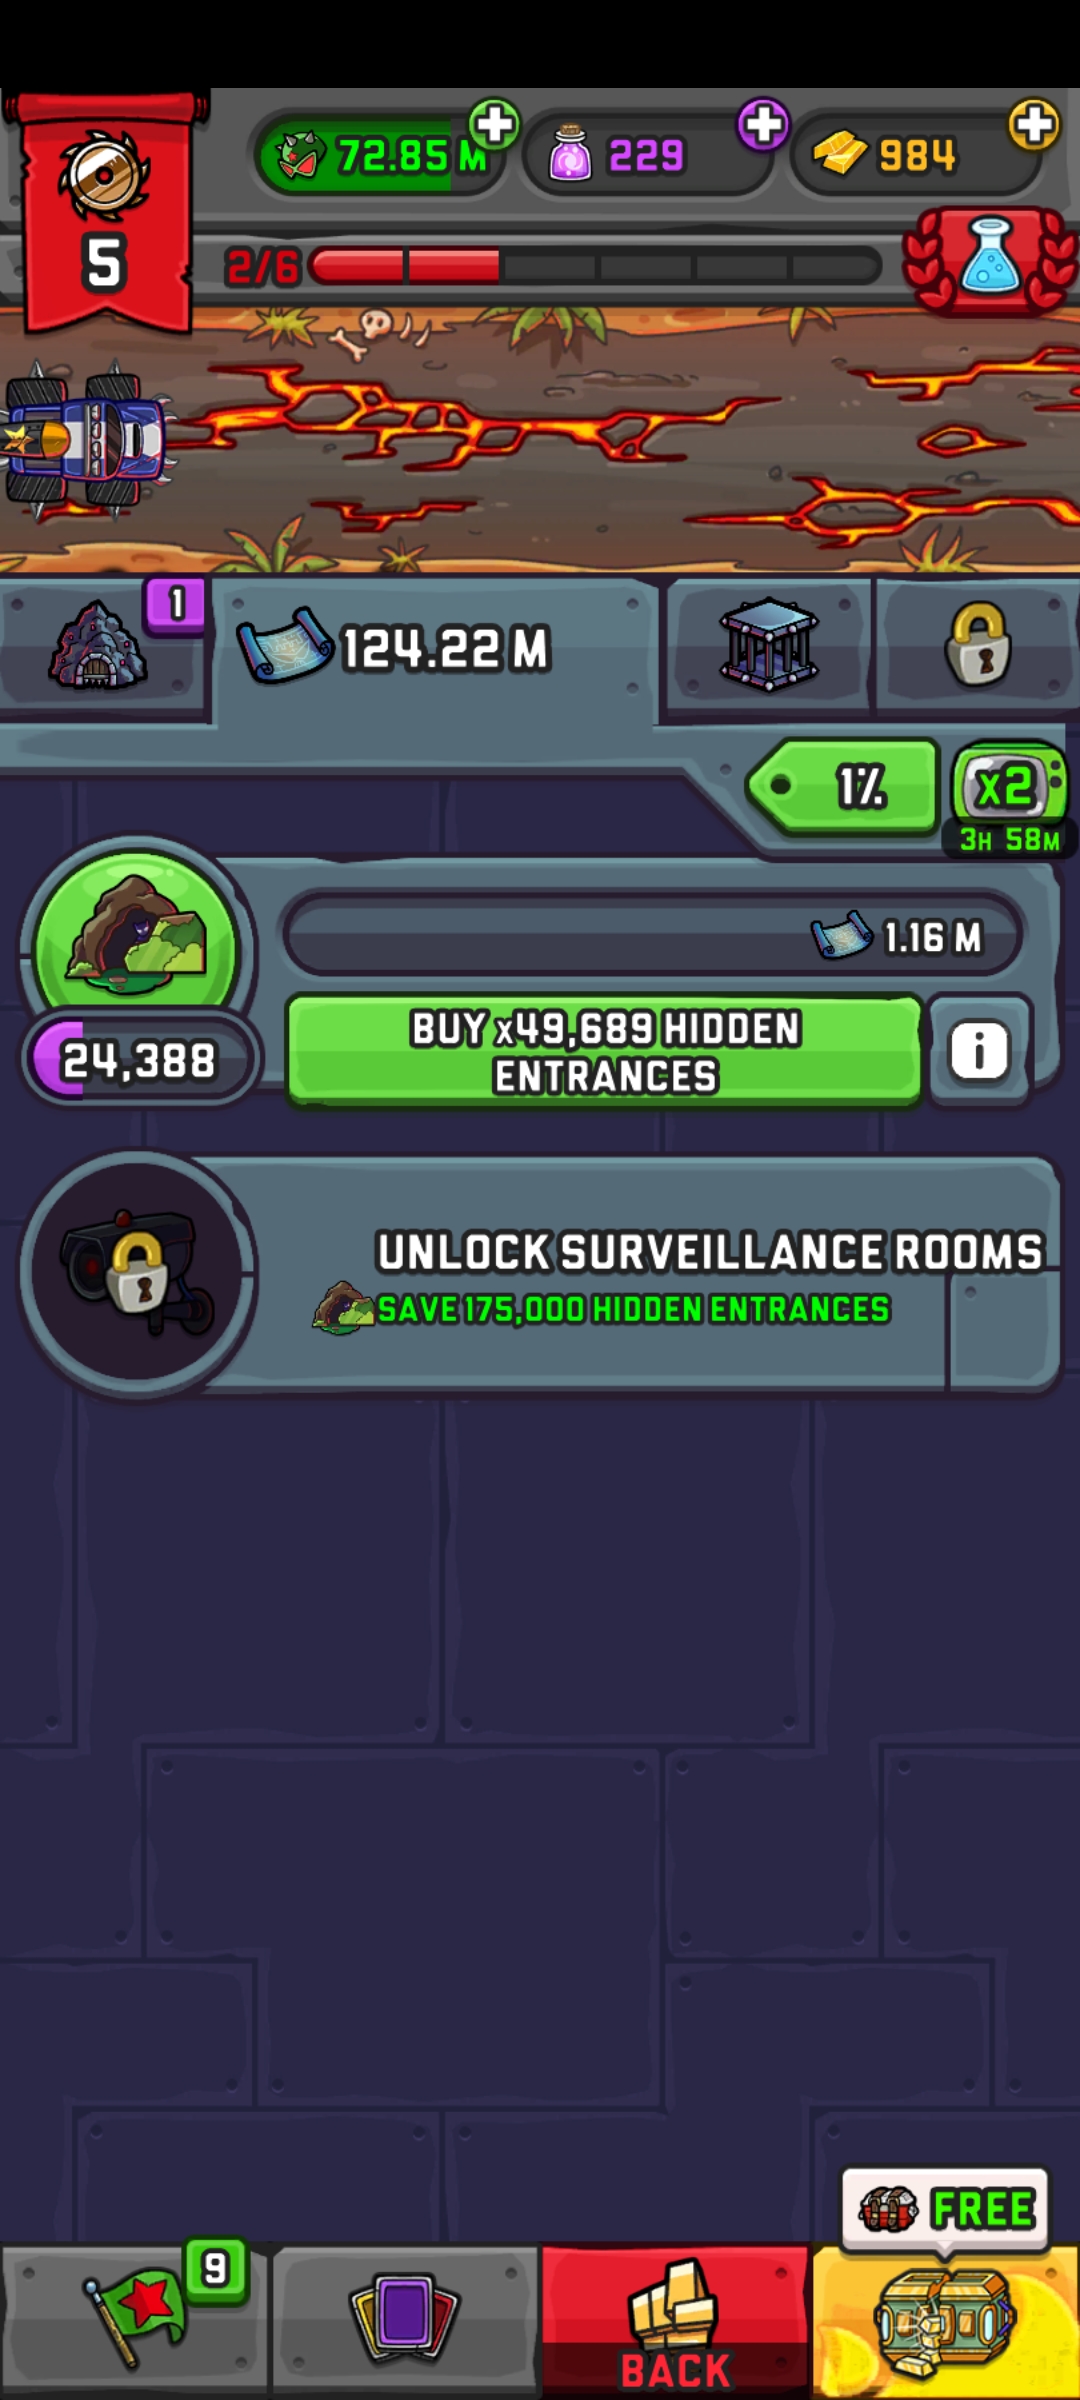 72.85 M
229
984
5
2/6
1
124.22 M
1%
x2
3H 58M
1.16 M
BUY x49,689 HIDDEN
ENTRANCES
24,388
UNLOCK SURVEILLANCE ROOMS
SAVE 175,000 HIDDEN ENTRANCES
FREE
9
BACK